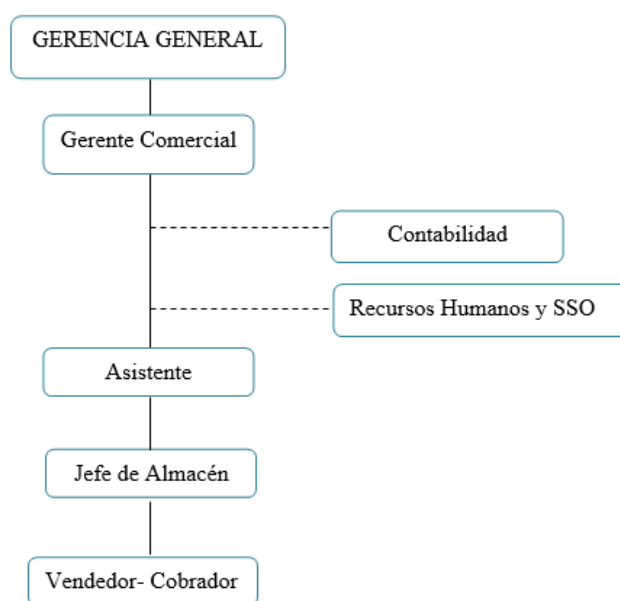 GERENCIA GENERAL
Gerente Comercial
Contabilidad
Recursos Humanos y SSO
Asistente
Jefe de Almacén
Vendedor- Cobrador